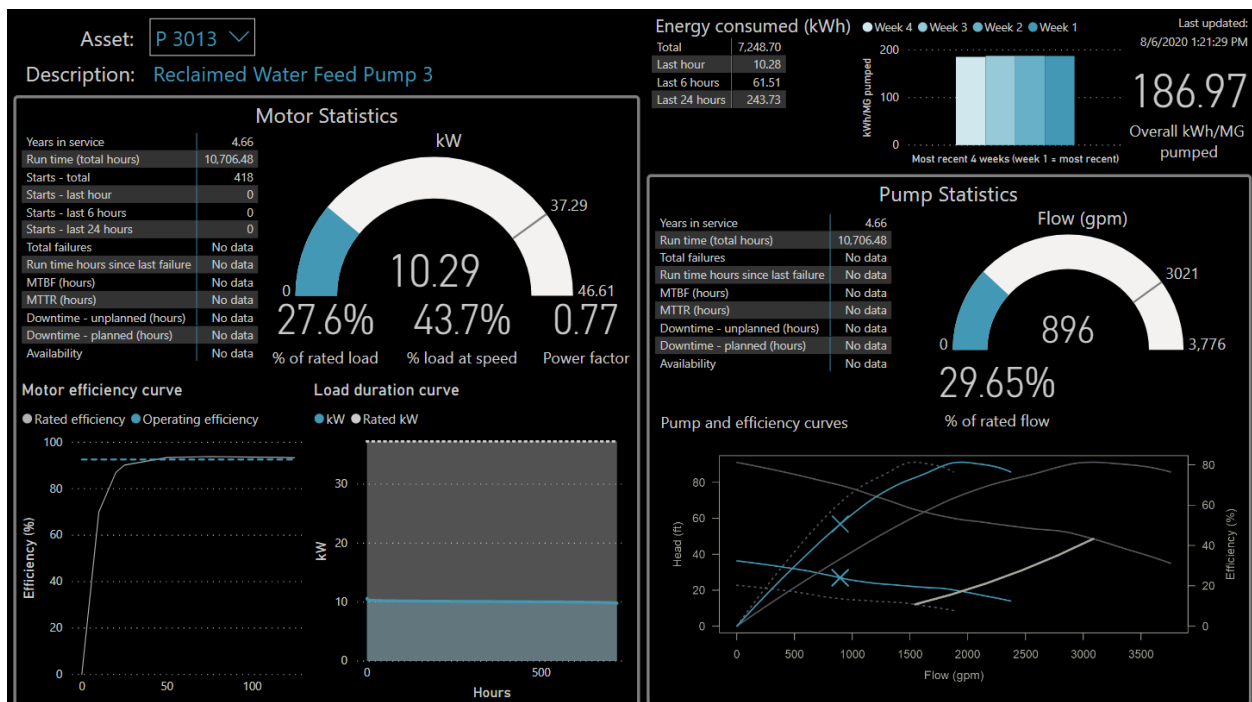 Asset: P 3013
Description: Reclaimed Water Feed Pump 3
Energy consumed (kWh)
Total 7,248.70
Last hour 10.28
Last 6 hours 61.51
Last 24 hours 243.73
Week 4 Week 3 Week 2 Week 1
200
100
0
kWh/MG pumped
Most recent 4 weeks (week 1 = most recent)
Last updated:
8/6/2020 1:21:29 PM
186.97
Overall kWh/MG
pumped
Motor Statistics
Years in service 4.66
Run time (total hours) 10,706.48
Starts - total 418
Starts - last hour 0
Starts - last 6 hours 0
Starts - last 24 hours 0
Total failures No data
Run time hours since last failure No data
MTBF (hours) No data
MTTR (hours) No data
Downtime - unplanned (hours) No data
Downtime - planned (hours) No data
Availability No data
kW
37.29
10.29
0 46.61
27.6% 43.7% 0.77
% of rated load % load at speed Power factor
Motor efficiency curve
Rated efficiency Operating efficiency
100
80
60
40
20
0
Efficiency (%)
0 50 100
Load duration curve
kW Rated kW
30
20
10
0
kW
0 500
Hours
Pump Statistics
Years in service 4.66
Run time (total hours) 10,706.48
Total failures No data
Run time hours since last failure No data
MTBF (hours) No data
MTTR (hours) No data
Downtime - unplanned (hours) No data
Downtime - planned (hours) No data
Availability No data
Flow (gpm)
3021
896
0 3,776
29.65%
% of rated flow
Pump and efficiency curves
80
60
40
20
0
Head (ft)
80
60
40
20
0
Efficiency (%)
0 500 1000 1500 2000 2500 3000 3500
Flow (gpm)